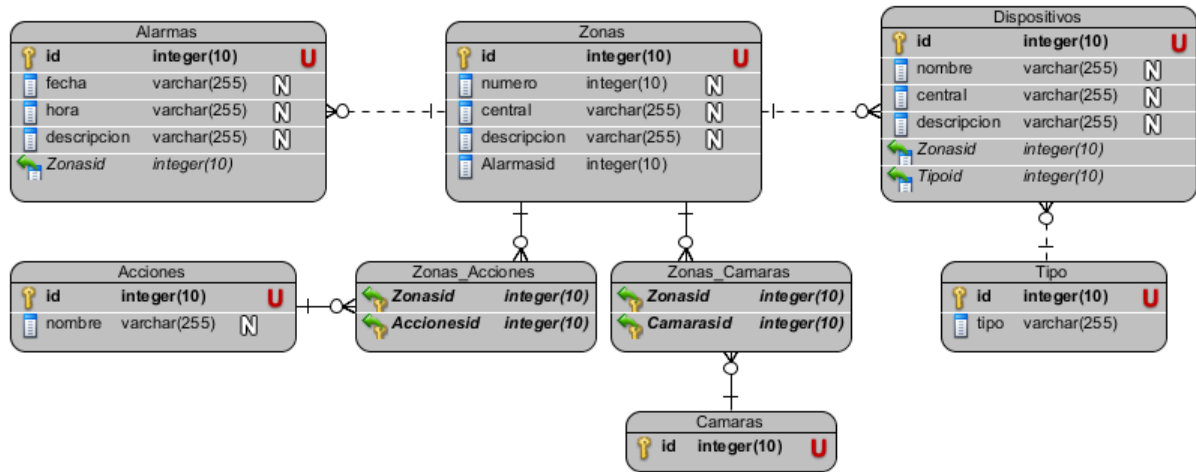 Alarmas
id integer(10) U
fecha varchar(255) N
hora varchar(255) N
descripcion varchar(255) N
Zonasid integer(10)
Zonas
id integer(10) U
numero integer(10) N
central varchar(255) N
descripcion varchar(255) N
Alarmasid integer(10)
Dispositivos
id integer(10) U
nombre varchar(255) N
central varchar(255) N
descripcion varchar(255) N
Zonasid integer(10)
Tipoid integer(10)
Acciones
id integer(10) U
nombre varchar(255) N
Zonas_Acciones
Zonasid integer(10)
Accionesid integer(10)
Zonas_Camaras
Zonasid integer(10)
Camarasid integer(10)
Tipo
id integer(10) U
tipo varchar(255)
Camaras
id integer(10) U